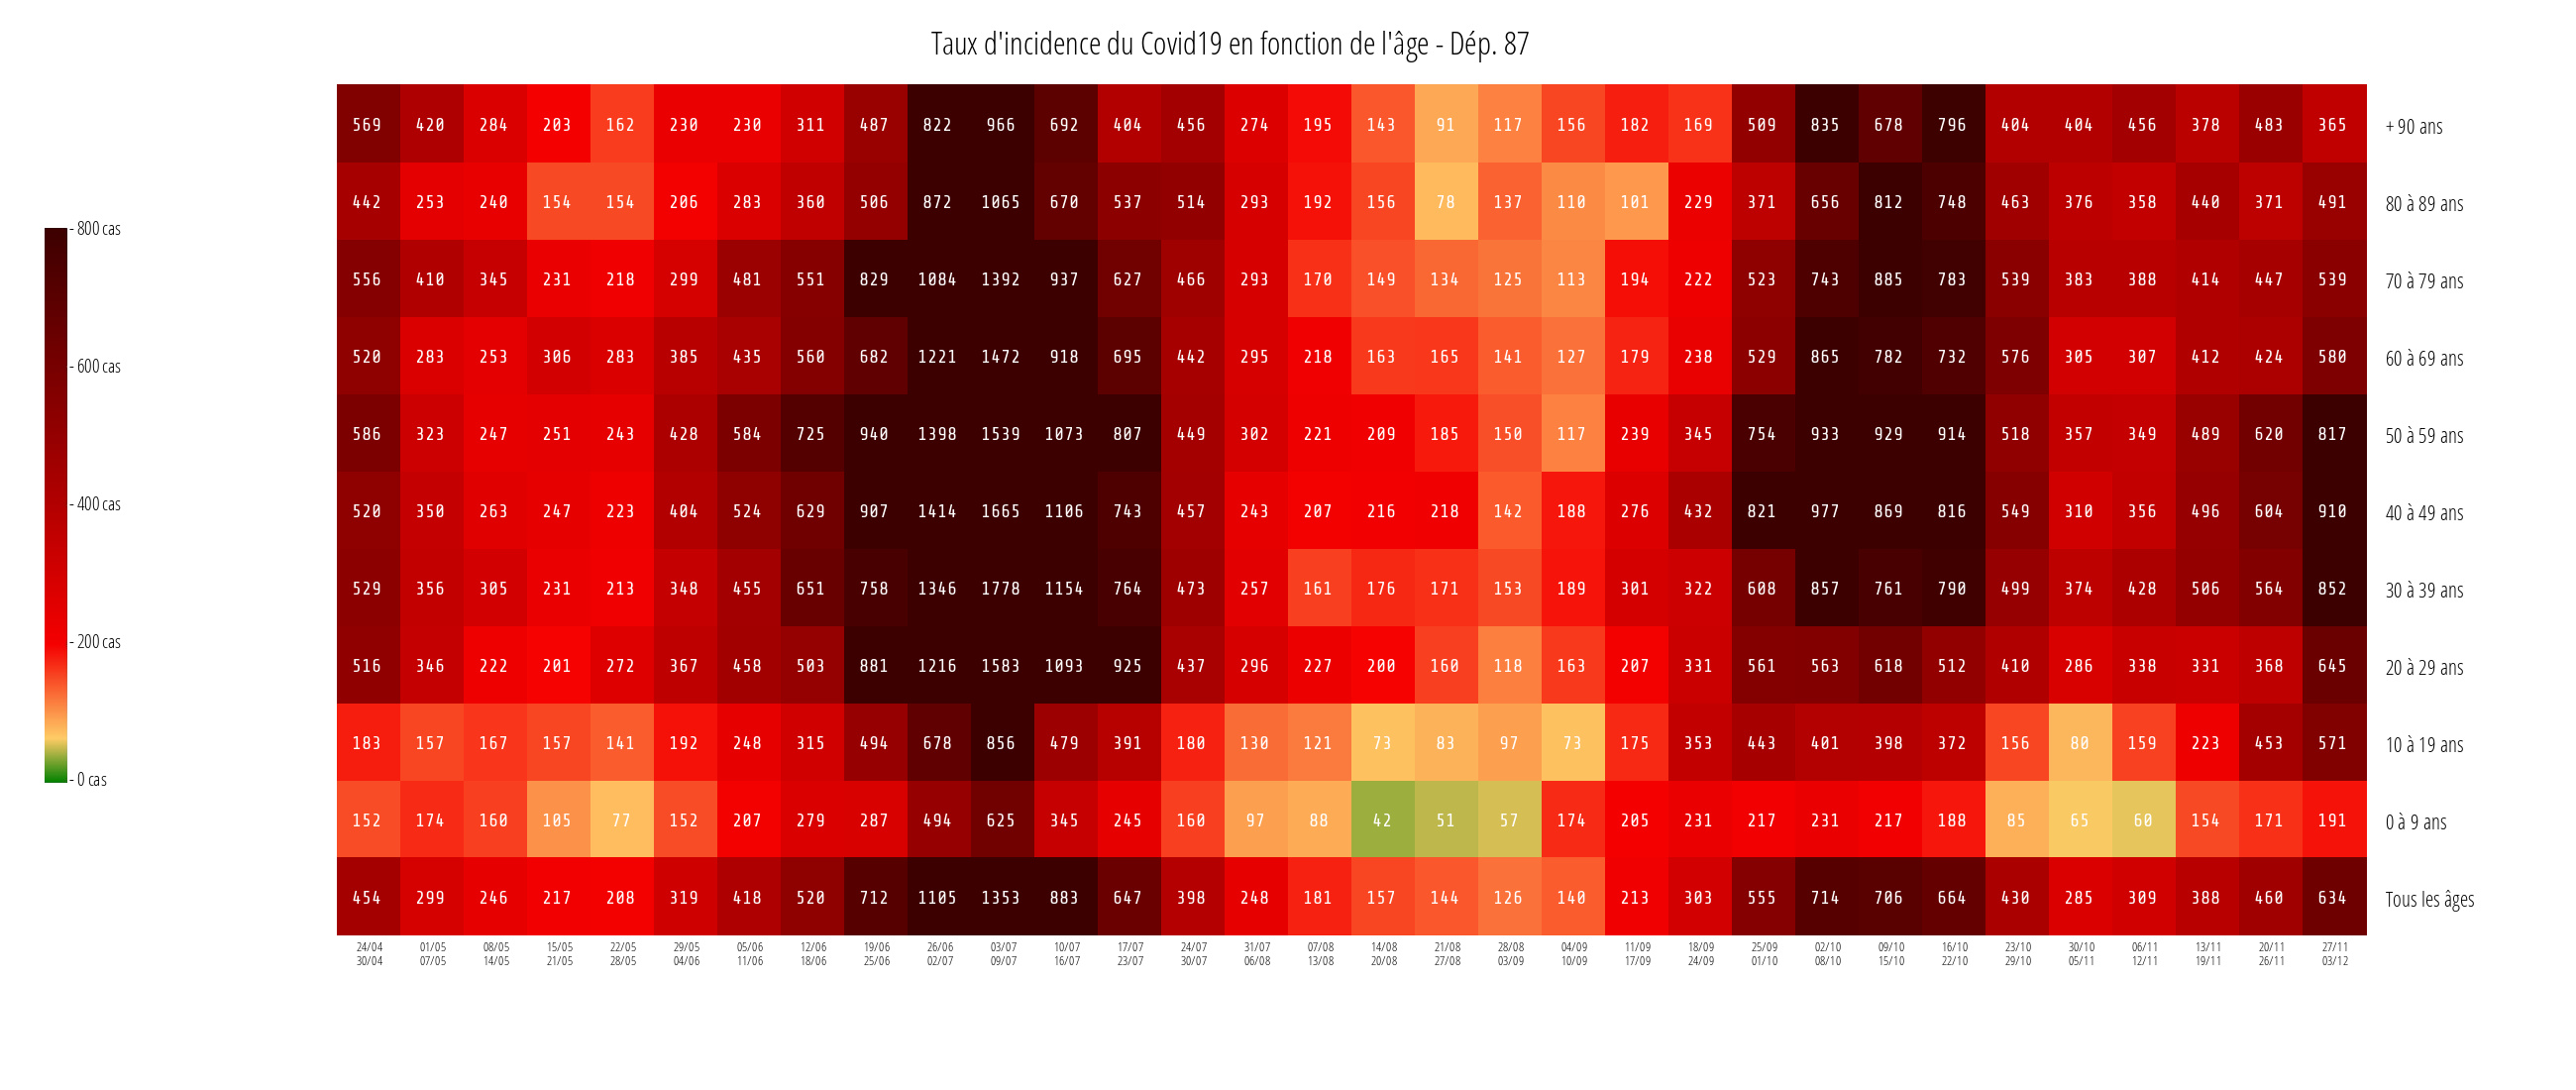 Taux d'incidence du Covid19 en fonction de l'âge - Dép. 87
569 420 284 203 162 230 230 311 487 822 966 692 404 456 274 195 143 91 117 156 182 169 509 835 678 796 404 404 456 378 483 365 + 90 ans
442 253 240 154 154 206 283 360 506 872 1065 670 537 514 293 192 156 78 137 110 101 229 371 656 812 748 463 376 358 440 371 491 80 à 89 ans
- 800 cas
556 410 345 231 218 299 481 551 829 1084 1392 937 627 466 293 170 149 134 125 113 194 222 523 743 885 783 539 383 388 414 447 539 70 à 79 ans
520 283 253 306 283 385 435 560 682 1221 1472 918 695 442 295 218 163 165 141 127 179 238 529 865 782 732 576 305 307 412 424 580 60 à 69 ans
- 600 cas
586 323 247 251 243 428 584 725 940 1398 1539 1073 807 449 302 221 209 185 150 117 239 345 754 933 929 914 518 357 349 489 620 817 50 à 59 ans
- 400 cas
520 350 263 247 223 404 524 629 907 1414 1665 1106 743 457 243 207 216 218 142 188 276 432 821 977 869 816 549 310 356 496 604 910 40 à 49 ans
529 356 305 231 213 348 455 651 758 1346 1778 1154 764 473 257 161 176 171 153 189 301 322 608 857 761 790 499 374 428 506 564 852 30 à 39 ans
- 200 cas
516 346 222 201 272 367 458 503 881 1216 1583 1093 925 437 296 227 200 160 118 163 207 331 561 563 618 512 410 286 338 331 368 645 20 à 29 ans
183 157 167 157 141 192 248 315 494 678 856 479 391 180 130 121 73 83 97 73 175 353 443 401 398 372 156 80 159 223 453 571 10 à 19 ans
- 0 cas
152 174 160 105 77 152 207 279 287 494 625 345 245 160 97 88 42 51 57 174 205 231 217 231 217 188 85 65 60 154 171 191 0 à 9 ans
454 299 246 217 208 319 418 520 712 1105 1353 883 647 398 248 181 157 144 126 140 213 303 555 714 706 664 430 285 309 388 460 634 Tous les âges
24/04 01/05 08/05 15/05 22/05 29/05 05/06 12/06 19/06 26/06 03/07 10/07 17/07 24/07 31/07 07/08 14/08 21/08 28/08 04/09 11/09 18/09 25/09 02/10 09/10 16/10 23/10 30/10 06/11 13/11 20/11 27/11
30/04 07/05 14/05 21/05 28/05 04/06 11/06 18/06 25/06 02/07 09/07 16/07 23/07 30/07 06/08 13/08 20/08 27/08 03/09 10/09 17/09 24/09 01/10 08/10 15/10 22/10 29/10 05/11 12/11 19/11 26/11 03/12